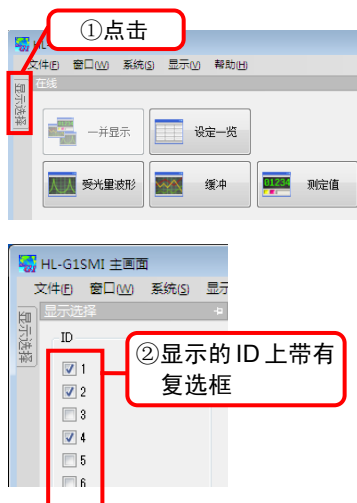 ①点击
HL-
文件(F) 窗口(W) 系统(S) 显示(V) 帮助(H)
显示选择
在线
一并显示 设定一览
受光量波形 缓冲 01234 测定值
HL-G1SMI 主画面
文件(F) 窗口(W) 系统(S) 显示
显示选择
显示选择
ID
②显示的ID上带有
复选框
1
2
3
4
5
6